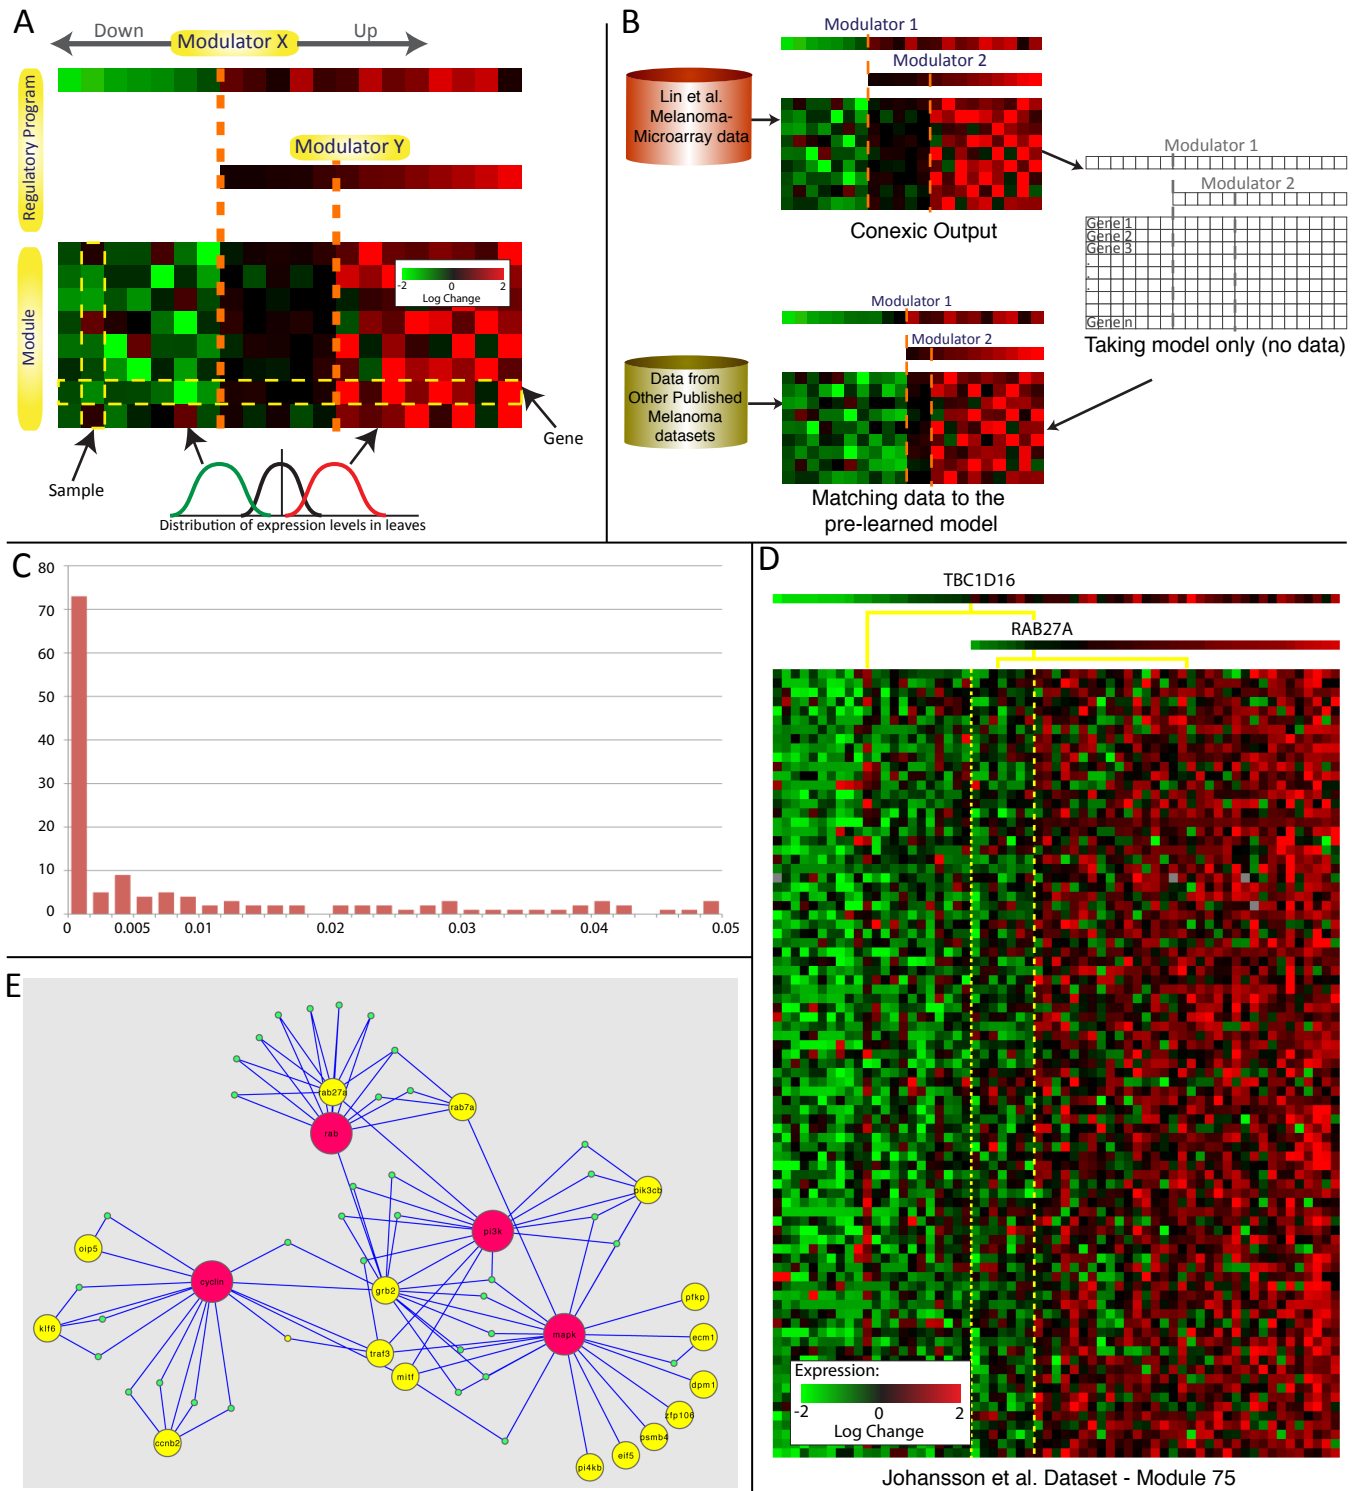 A
Down
Modulator X
Up
Regulatory Program
Modulator Y
Module
-2
0
2
Log Change
Gene
Sample
Distribution of expression levels in leaves
B
Modulator 1
Modulator 2
Lin et al.
Melanoma-
Microarray data
Conexic Output
Modulator 1
Modulator 2
Gene 1
Gene 2
Gene 3
.
.
.
Gene n
Taking model only (no data)
Modulator 1
Modulator 2
Data from
Other Published
Melanoma
datasets
Matching data to the
pre-learned model
C
80
70
60
50
40
30
20
10
0
0
0.005
0.01
0.02
0.03
0.04
0.05
D
TBC1D16
RAB27A
Expression:
-2
0
2
Log Change
Johansson et al. Dataset - Module 75
E
rab27a
rab7a
rab
pik3cb
pi3k
oip5
cyclin
grb2
pfkp
klf6
mapk
ecm1
traf3
mitf
dpm1
zfp106
psmb4
ccnb2
eif5
pi4kb